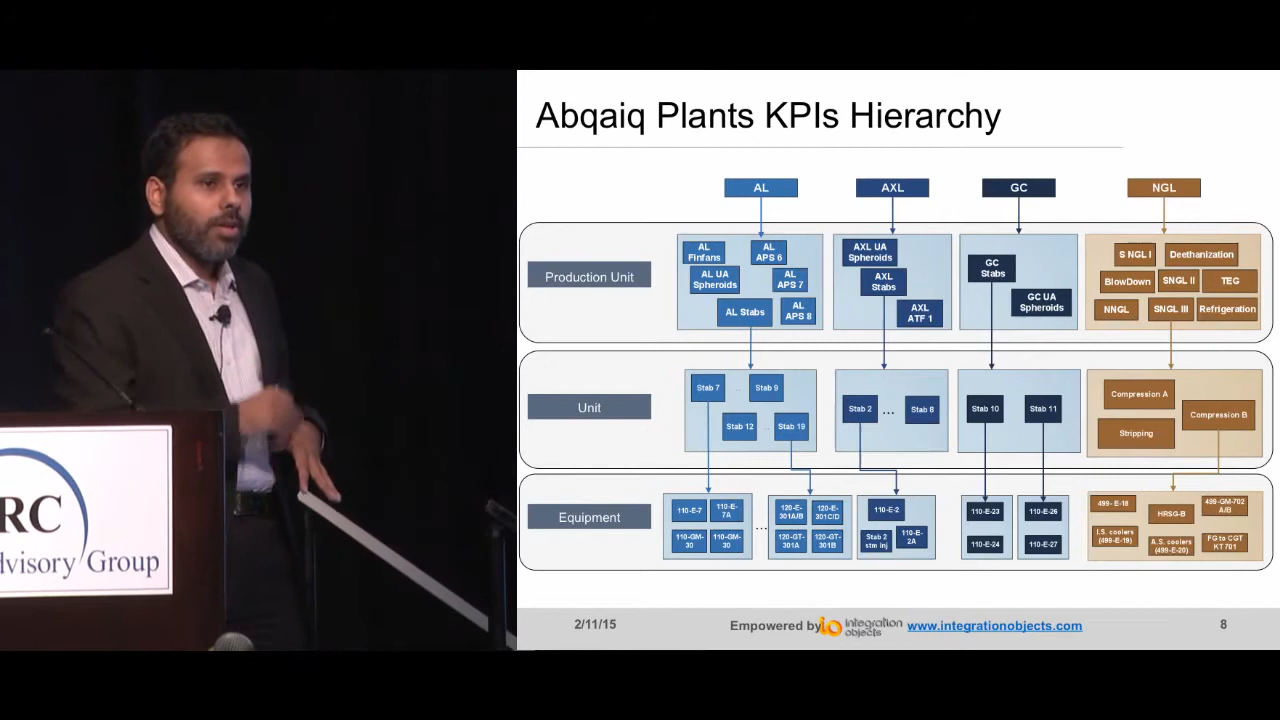 Abqaiq Plants KPIs Hierarchy
AL
AXL
GC
NGL
Production Unit
AL
Finfans
AL
APS 6
AL UA
Spheroids
AL
APS 7
AL Stabs
AL
APS 8
AXL UA
Spheroids
AXL
Stabs
AXL
ATF 1
GC
Stabs
GC UA
Spheroids
S NGL I
Deethanization
BlowDown
SNGL II
TEG
NNGL
SNGL III
Refrigeration
Unit
Stab 7
..
Stab 9
Stab 12
..
Stab 19
Stab 2
...
Stab 8
Stab 10
Stab 11
Compression A
Compression B
Stripping
Equipment
110-E-7
110-E-
7A
110-GM-
30
110-GM-
30
...
120-E-
301A/B
120-E-
301C/D
120-GT-
301A
120-GT-
301B
110-E-2
Stab 2
stm inj
110-E-
2A
110-E-23
110-E-24
110-E-26
110-E-27
499- E-18
HRSG-B
499-GM-702
A/B
I.S. coolers
(499-E-19)
A.S. coolers
(499-E-20)
FG to CGT
KT 701
2/11/15
Empowered by
integration
objects
www.integrationobjects.com
8
RC
dvisory Group